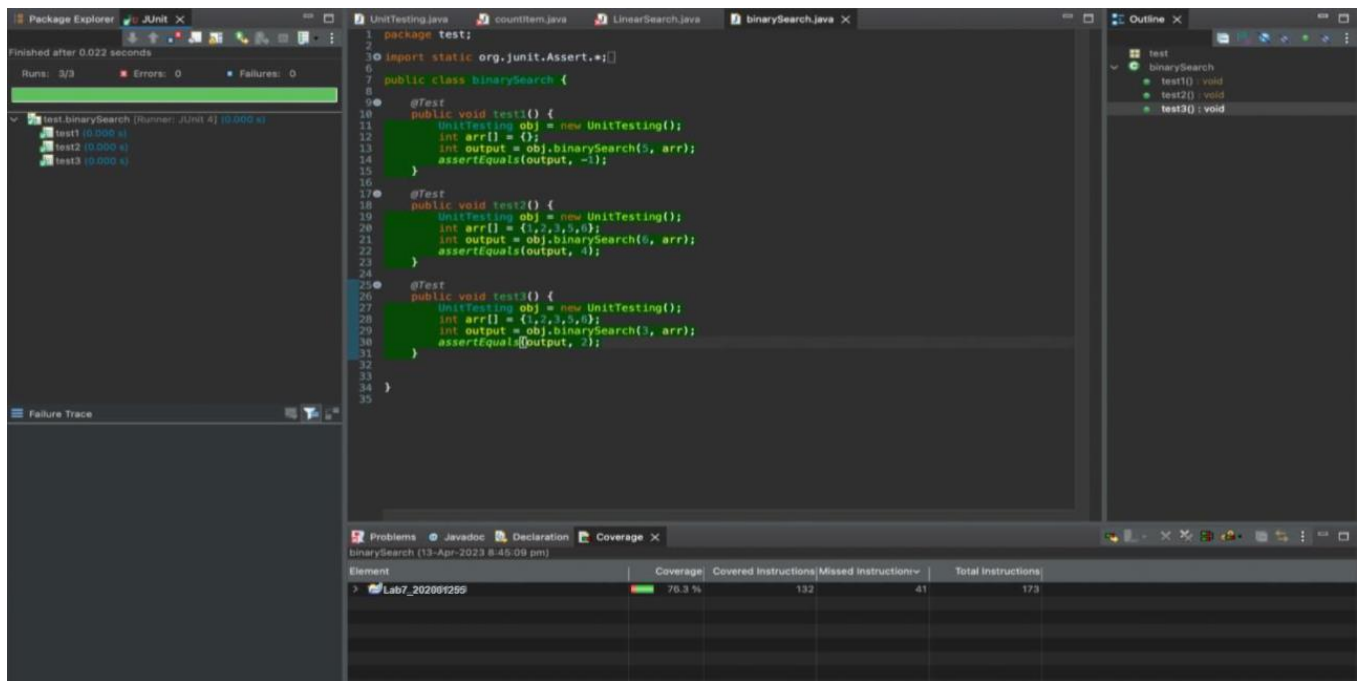 Package Explorer JUnit
Finished after 0.022 seconds
Runs: 3/3 Errors: 0 Failures: 0
test.binarySearch [Runner: JUnit 4] (0.000 s)
test1 (0.000 s)
test2 (0.000 s)
test3 (0.000 s)
Failure Trace
UnitTesting.java countItem.java LinearSearch.java binarySearch.java
1 package test;
2
3 import static org.junit.Assert.*;
6
7 public class binarySearch {
8
9 @Test
10 public void test1() {
11 UnitTesting obj = new UnitTesting();
12 int arr[] = {};
13 int output = obj.binarySearch(5, arr);
14 assertEquals(output, -1);
15 }
16
17 @Test
18 public void test2() {
19 UnitTesting obj = new UnitTesting();
20 int arr[] = {1,2,3,5,6};
21 int output = obj.binarySearch(6, arr);
22 assertEquals(output, 4);
23 }
24
25 @Test
26 public void test3() {
27 UnitTesting obj = new UnitTesting();
28 int arr[] = {1,2,3,5,6};
29 int output = obj.binarySearch(3, arr);
30 assertEquals(output, 2);
31 }
32
33
34 }
35
Outline
test
binarySearch
test1() : void
test2() : void
test3() : void
Problems Javadoc Declaration Coverage
binarySearch (13-Apr-2023 8:45:09 pm)
Element Coverage Covered Instructions Missed Instructions Total Instructions
Lab7_202001255 76.3 % 132 41 173